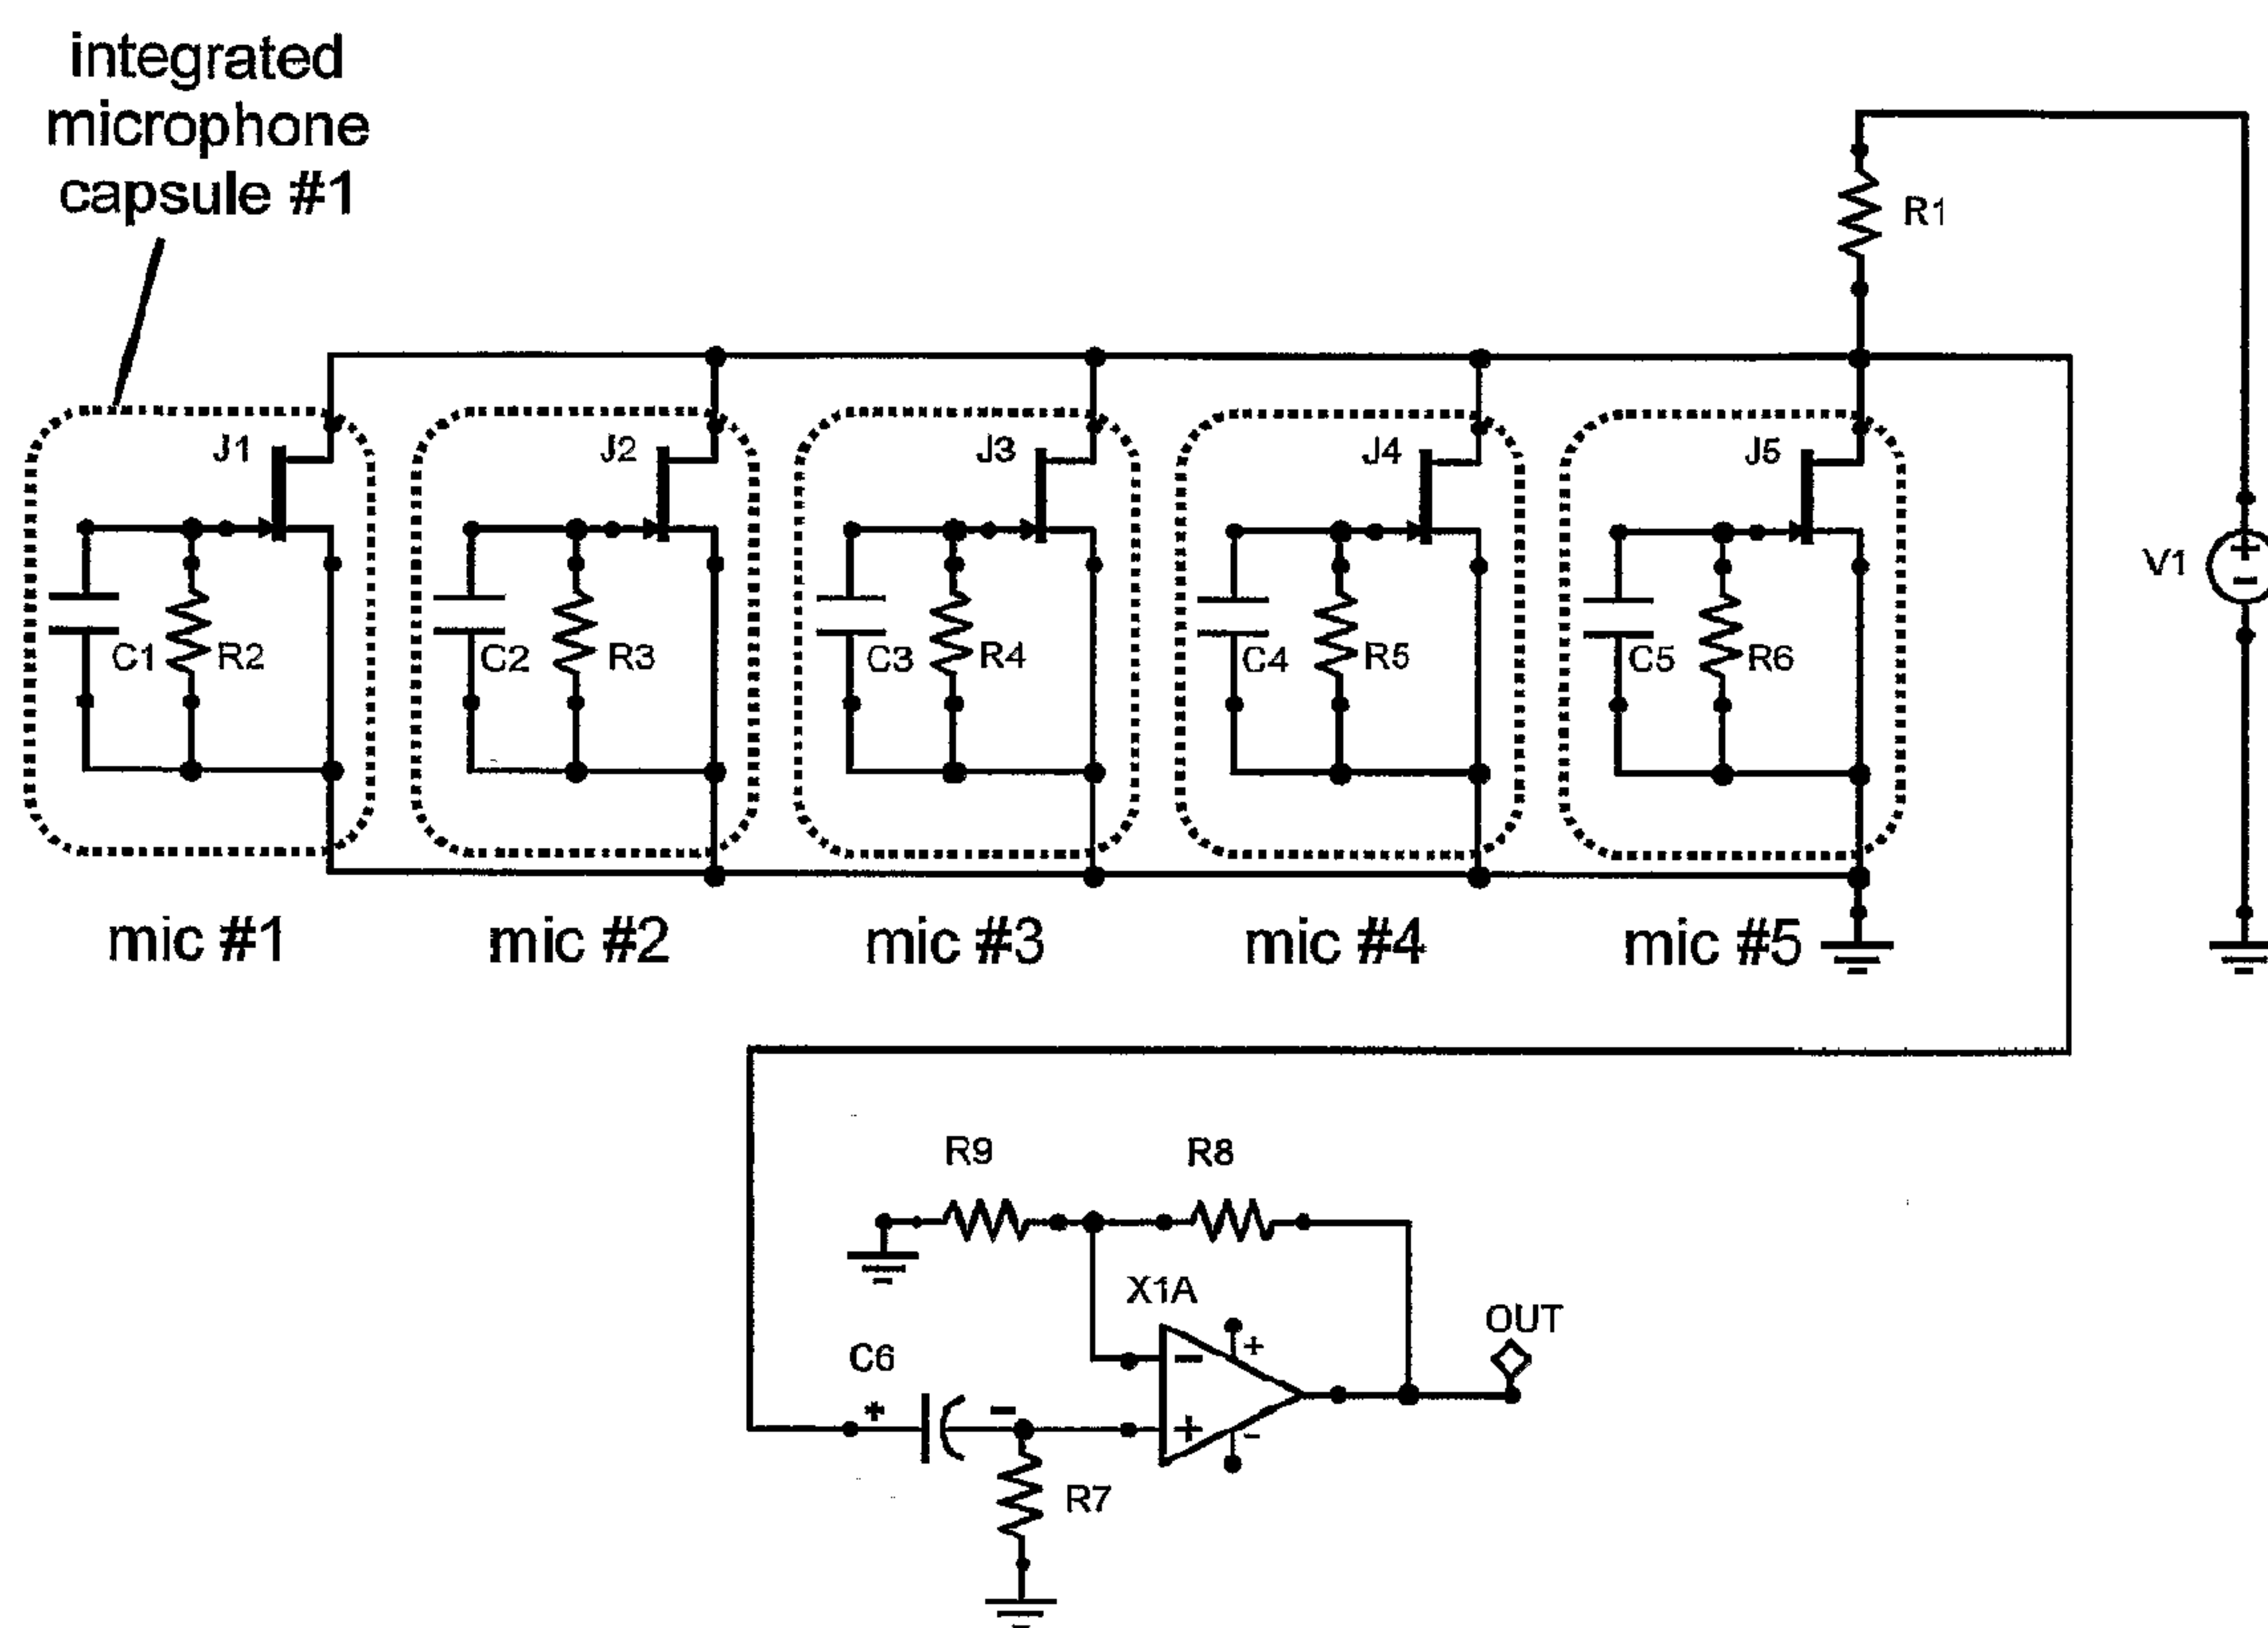 integrated
microphone
capsule #1
R1
J1
J2
J3
J4
J5
V1
+
-
C1
R2
C2
R3
C3
R4
C4
R5
C5
R6
mic #1
mic #2
mic #3
mic #4
mic #5
R9
R8
X1A
OUT
+
-
C6
+
-
+
-
R7